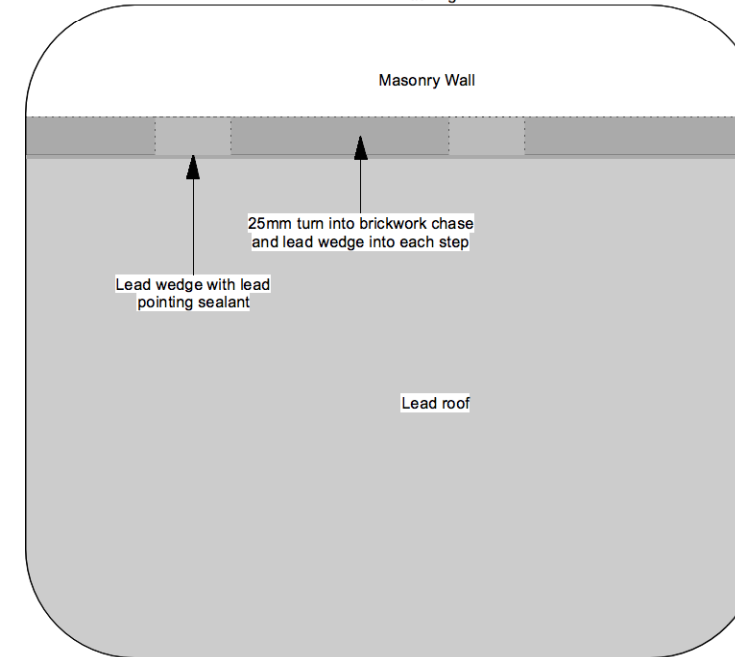 Masonry Wall
25mm turn into brickwork chase
and lead wedge into each step
Lead wedge with lead
pointing sealant
Lead roof